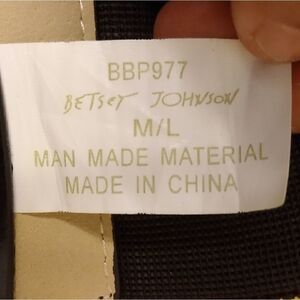 BBP977
BETSEY JOHNSON
M/L
MAN MADE MATERIAL
MADE IN CHINA